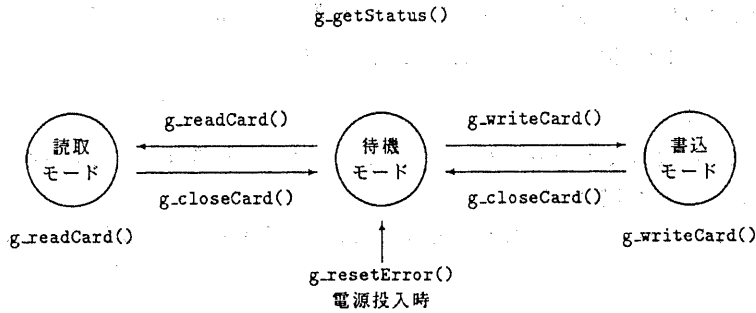 g_getStatus()
g_readCard()
g_writeCard()
読取
モード
待機
モード
書込
モード
g_closeCard()
g_closeCard()
g_readCard()
g_writeCard()
g_resetError()
電源投入時